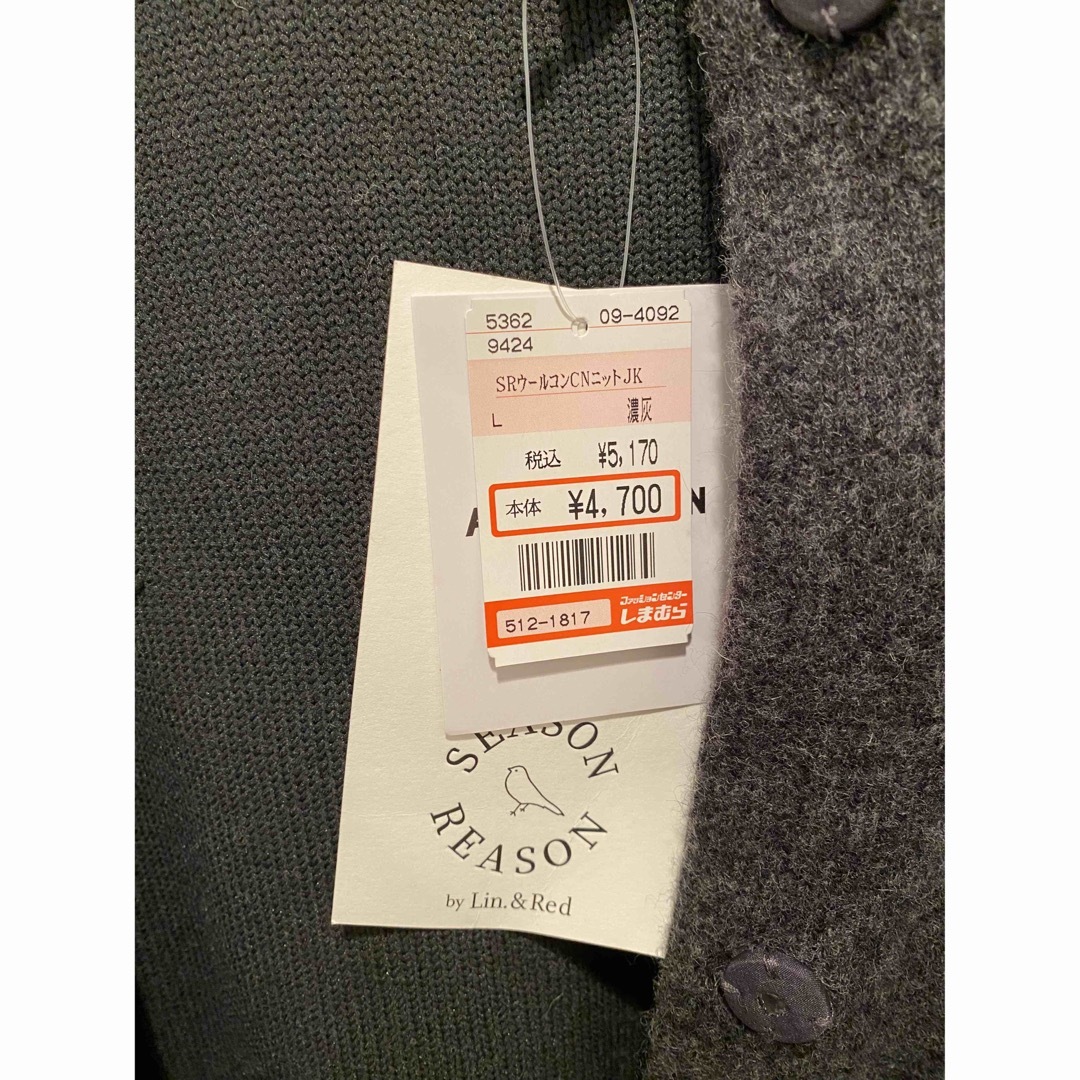 5362 09-4092
9424
SRウールコンCNニットJK
L 濃灰
税込 ¥5,170
本体 ¥4,700
512-1817 ファッションセンター
しまむら
SEASON
REASON
by Lin.&Red